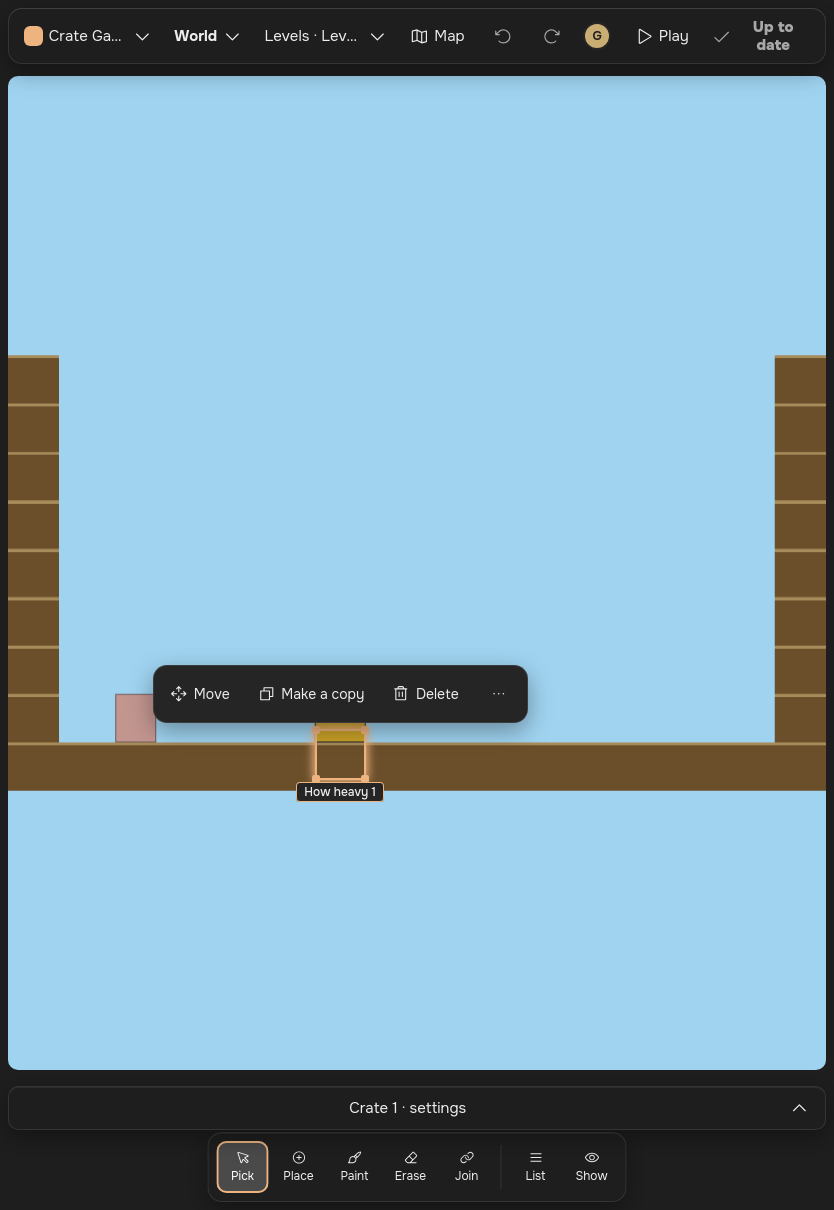 Crate Ga...
World
Levels · Lev...
Map
G
Play
Up to
date
Move
Make a copy
Delete
How heavy 1
Crate 1 · settings
Pick
Place
Paint
Erase
Join
List
Show